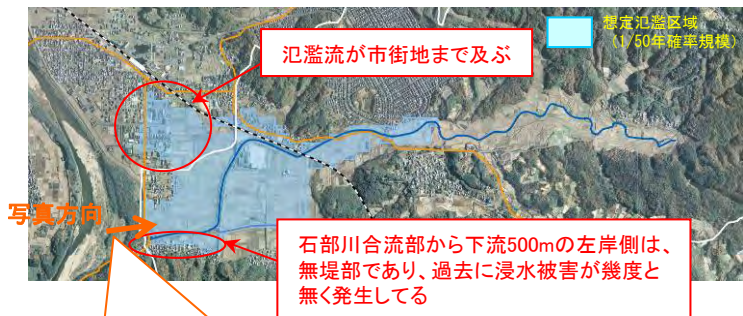 想定氾濫区域
(1/50年確率規模)
氾濫流が市街地まで及ぶ
写真方向
石部川合流部から下流500mの左岸側は、
無堤部であり、過去に浸水被害が幾度と
無く発生してる